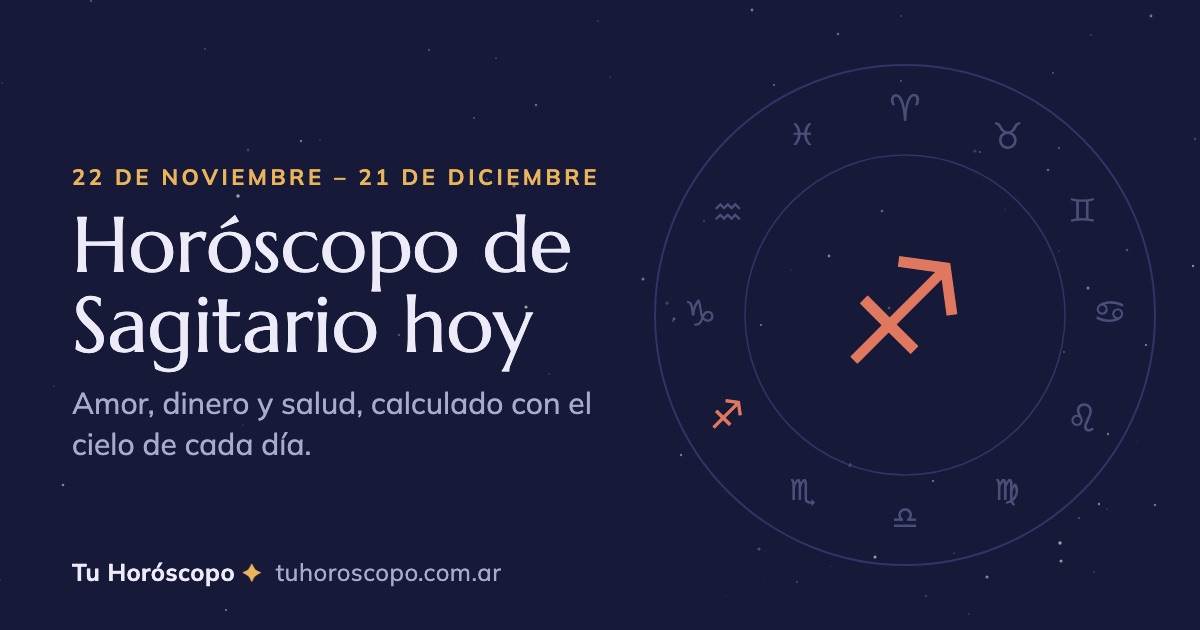 22 DE NOVIEMBRE – 21 DE DICIEMBRE
Horóscopo de
Sagitario hoy
Amor, dinero y salud, calculado con el
cielo de cada día.
Tu Horóscopo ✦ tuhoroscopo.com.ar